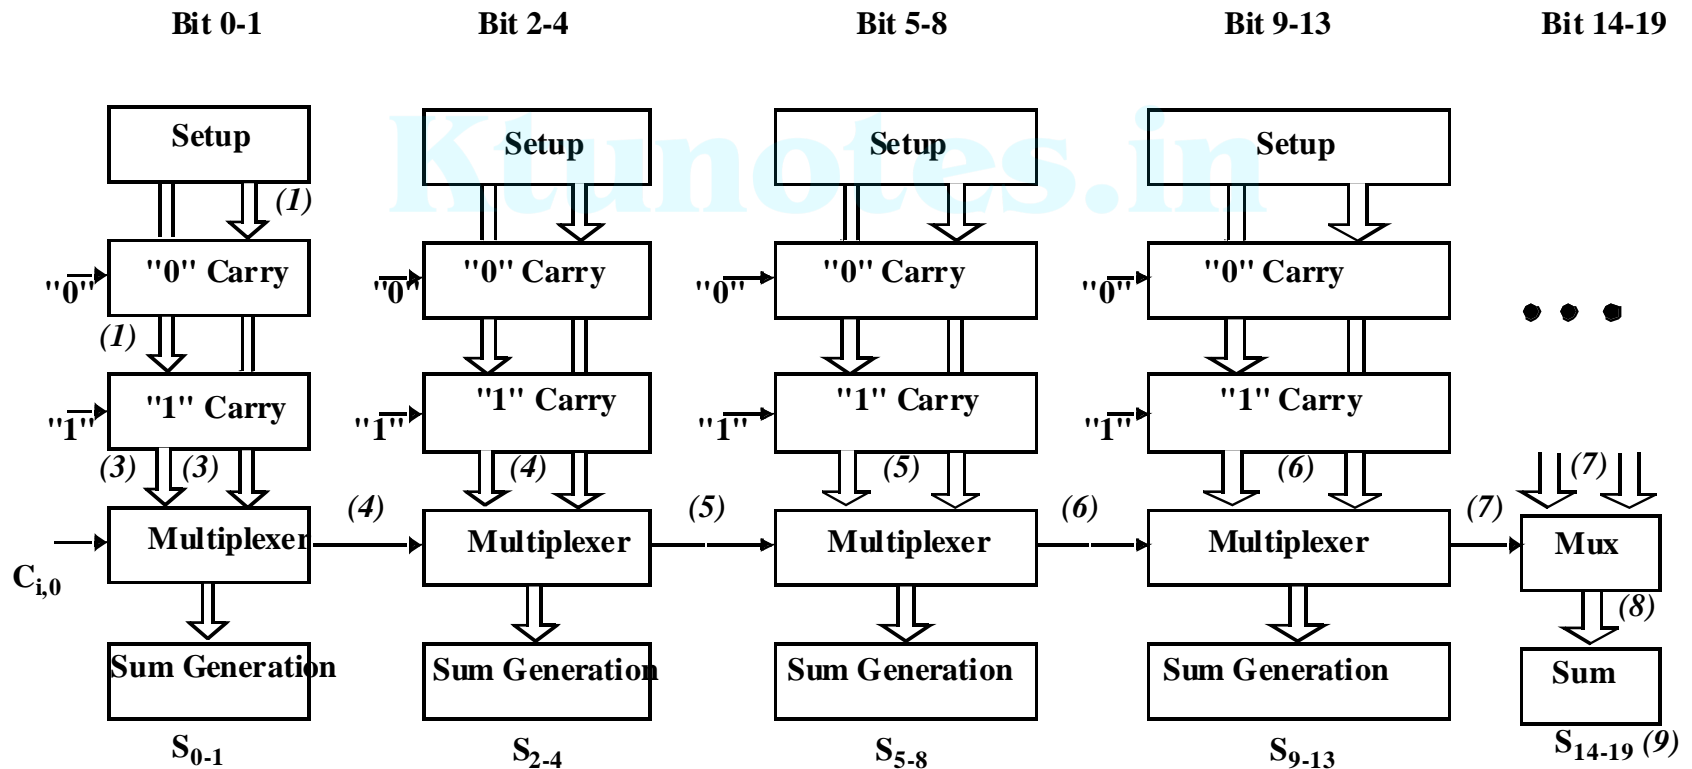 Bit 0-1 Bit 2-4 Bit 5-8 Bit 9-13 Bit 14-19
Ktunotes.in
Setup Setup Setup Setup
(1)
"0" "0" Carry "0" "0" Carry "0" "0" Carry "0" "0" Carry
(1)
"1" "1" Carry "1" "1" Carry "1" "1" Carry "1" "1" Carry
(3) (3) (4) (5) (6) (7)
(4) (5) (6) (7)
Multiplexer Multiplexer Multiplexer Multiplexer Mux
Ci,0
(8)
Sum Generation Sum Generation Sum Generation Sum Generation Sum
S0-1 S2-4 S5-8 S9-13 S14-19 (9)